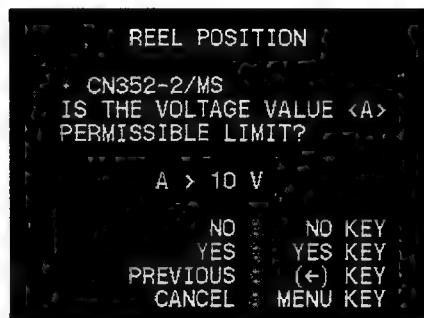 REEL POSITION
CN352-2/MS
IS THE VOLTAGE VALUE <A>
PERMISSIBLE LIMIT?
A > 10 V
NO : NO KEY
YES : YES KEY
PREVIOUS : (←) KEY
CANCEL : MENU KEY